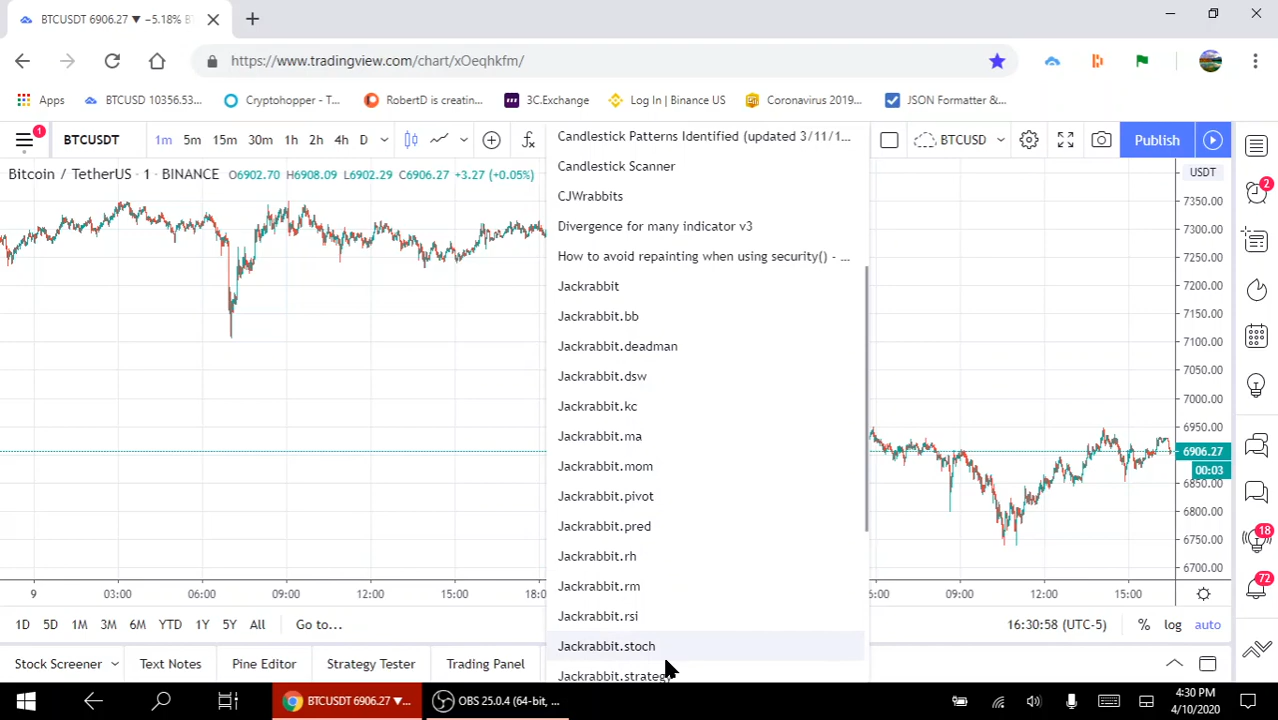 BTCUSDT 6906.27 ▼ −5.18%
https://www.tradingview.com/chart/xOeqhkfm/
Apps BTCUSD 10356.53... Cryptohopper - T... RobertD is creatin... 3C.Exchange Log In | Binance US Coronavirus 2019... JSON Formatter &...
1 BTCUSDT 1m 5m 15m 30m 1h 2h 4h D BTCUSD Publish
Bitcoin / TetherUS · 1 · BINANCE O6902.70 H6908.09 L6902.29 C6906.27 +3.27 (+0.05%)
Candlestick Patterns Identified (updated 3/11/1...
Candlestick Scanner
CJWrabbits
Divergence for many indicator v3
How to avoid repainting when using security() - ...
Jackrabbit
Jackrabbit.bb
Jackrabbit.deadman
Jackrabbit.dsw
Jackrabbit.kc
Jackrabbit.ma
Jackrabbit.mom
Jackrabbit.pivot
Jackrabbit.pred
Jackrabbit.rh
Jackrabbit.rm
Jackrabbit.rsi
Jackrabbit.stoch
Jackrabbit.strategy
USDT
7350.00
7300.00
7250.00
7200.00
7150.00
7100.00
7050.00
7000.00
6950.00
6906.27
00:03
6850.00
6800.00
6750.00
6700.00
2
18
72
9 03:00 06:00 09:00 12:00 15:00 18:0 6:00 09:00 12:00 15:00
1D 5D 1M 3M 6M YTD 1Y 5Y All Go to... 16:30:58 (UTC-5) % log auto
Stock Screener Text Notes Pine Editor Strategy Tester Trading Panel
BTCUSDT 6906.27 ▼... OBS 25.0.4 (64-bit, ... 4:30 PM
4/10/2020